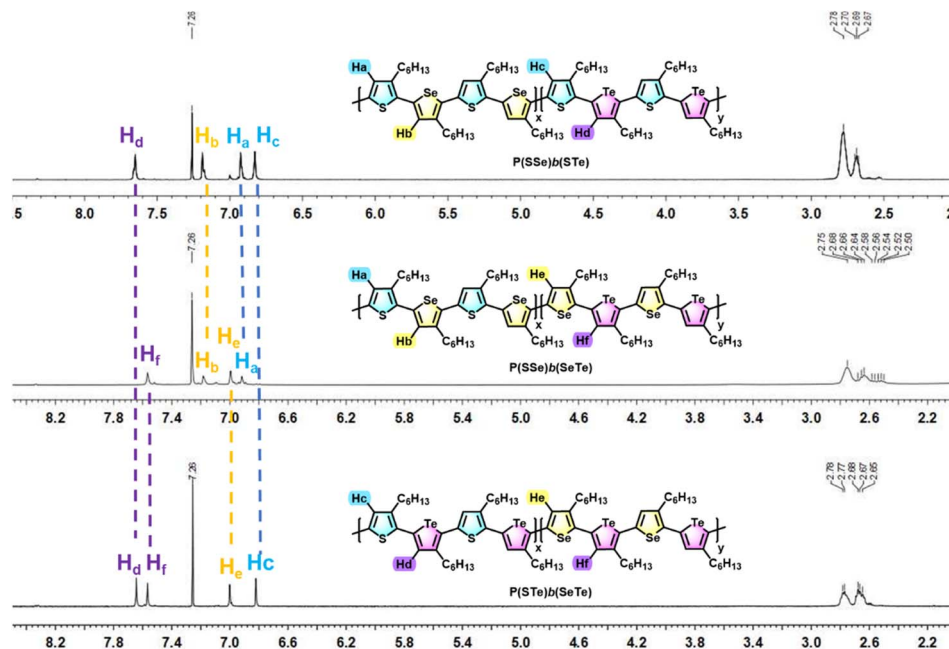 7.26
2.78
2.70
2.69
2.67
Ha C6H13 Se C6H13 Se Hc C6H13 Te C6H13 Te
S S x S S y
Hb C6H13 C6H13 Hd C6H13 C6H13
P(SSe)b(STe)
Hd Hb Ha Hc
5 8.0 7.5 7.0 6.5 6.0 5.5 5.0 4.5 4.0 3.5 3.0 2.5 2
7.26
2.75
2.68
2.66
2.64
2.58
2.56
2.54
2.52
2.50
Ha C6H13 Se C6H13 Se He C6H13 Te C6H13 Te
S S x Se Se y
Hb C6H13 C6H13 Hf C6H13 C6H13
P(SSe)b(SeTe)
Hf Hb He Ha
8.2 7.8 7.4 7.0 6.6 6.2 5.8 5.4 5.0 4.6 4.2 3.8 3.4 3.0 2.6 2.2
7.26
2.78
2.77
2.68
2.67
2.65
Hc C6H13 Te C6H13 Te He C6H13 Te C6H13 Te
S S x Se Se y
Hd C6H13 C6H13 Hf C6H13 C6H13
P(STe)b(SeTe)
Hd Hf He Hc
8.2 7.8 7.4 7.0 6.6 6.2 5.8 5.4 5.0 4.6 4.2 3.8 3.4 3.0 2.6 2.2